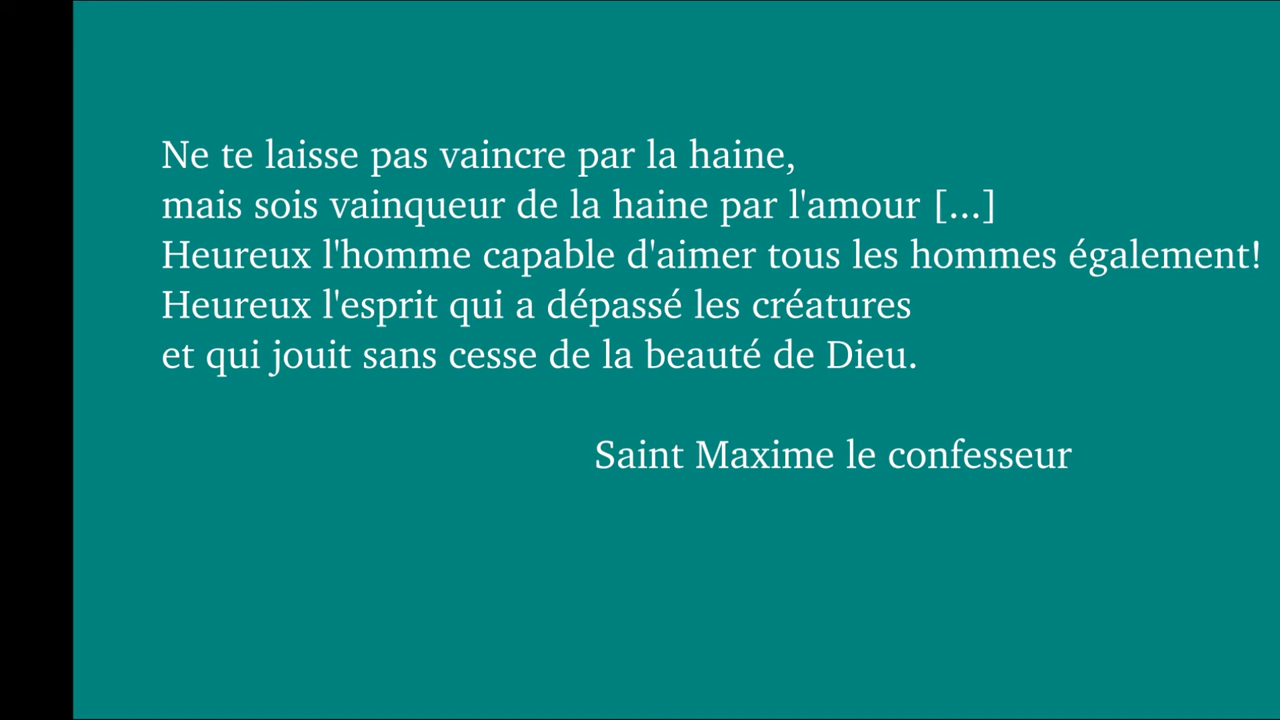 Ne te laisse pas vaincre par la haine,
mais sois vainqueur de la haine par l'amour [...]
Heureux l'homme capable d'aimer tous les hommes également!
Heureux l'esprit qui a dépassé les créatures
et qui jouit sans cesse de la beauté de Dieu.
Saint Maxime le confesseur